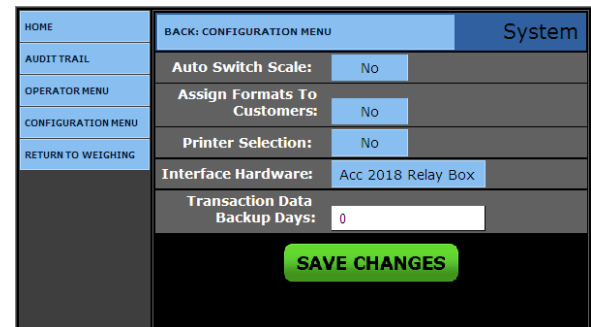 HOME
AUDIT TRAIL
OPERATOR MENU
CONFIGURATION MENU
RETURN TO WEIGHING
BACK: CONFIGURATION MENU
System
Auto Switch Scale: No
Assign Formats To
Customers: No
Printer Selection: No
Interface Hardware: Acc 2018 Relay Box
Transaction Data
Backup Days: 0
SAVE CHANGES